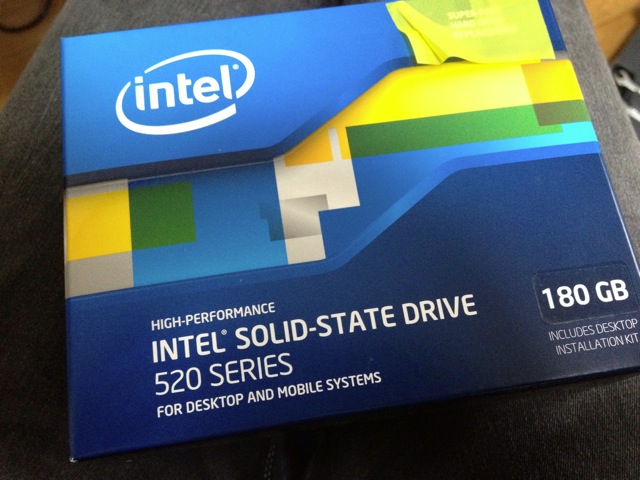 intel®
HIGH-PERFORMANCE
INTEL® SOLID-STATE DRIVE
520 SERIES
FOR DESKTOP AND MOBILE SYSTEMS
180 GB
INCLUDES DESKTOP
INSTALLATION KIT